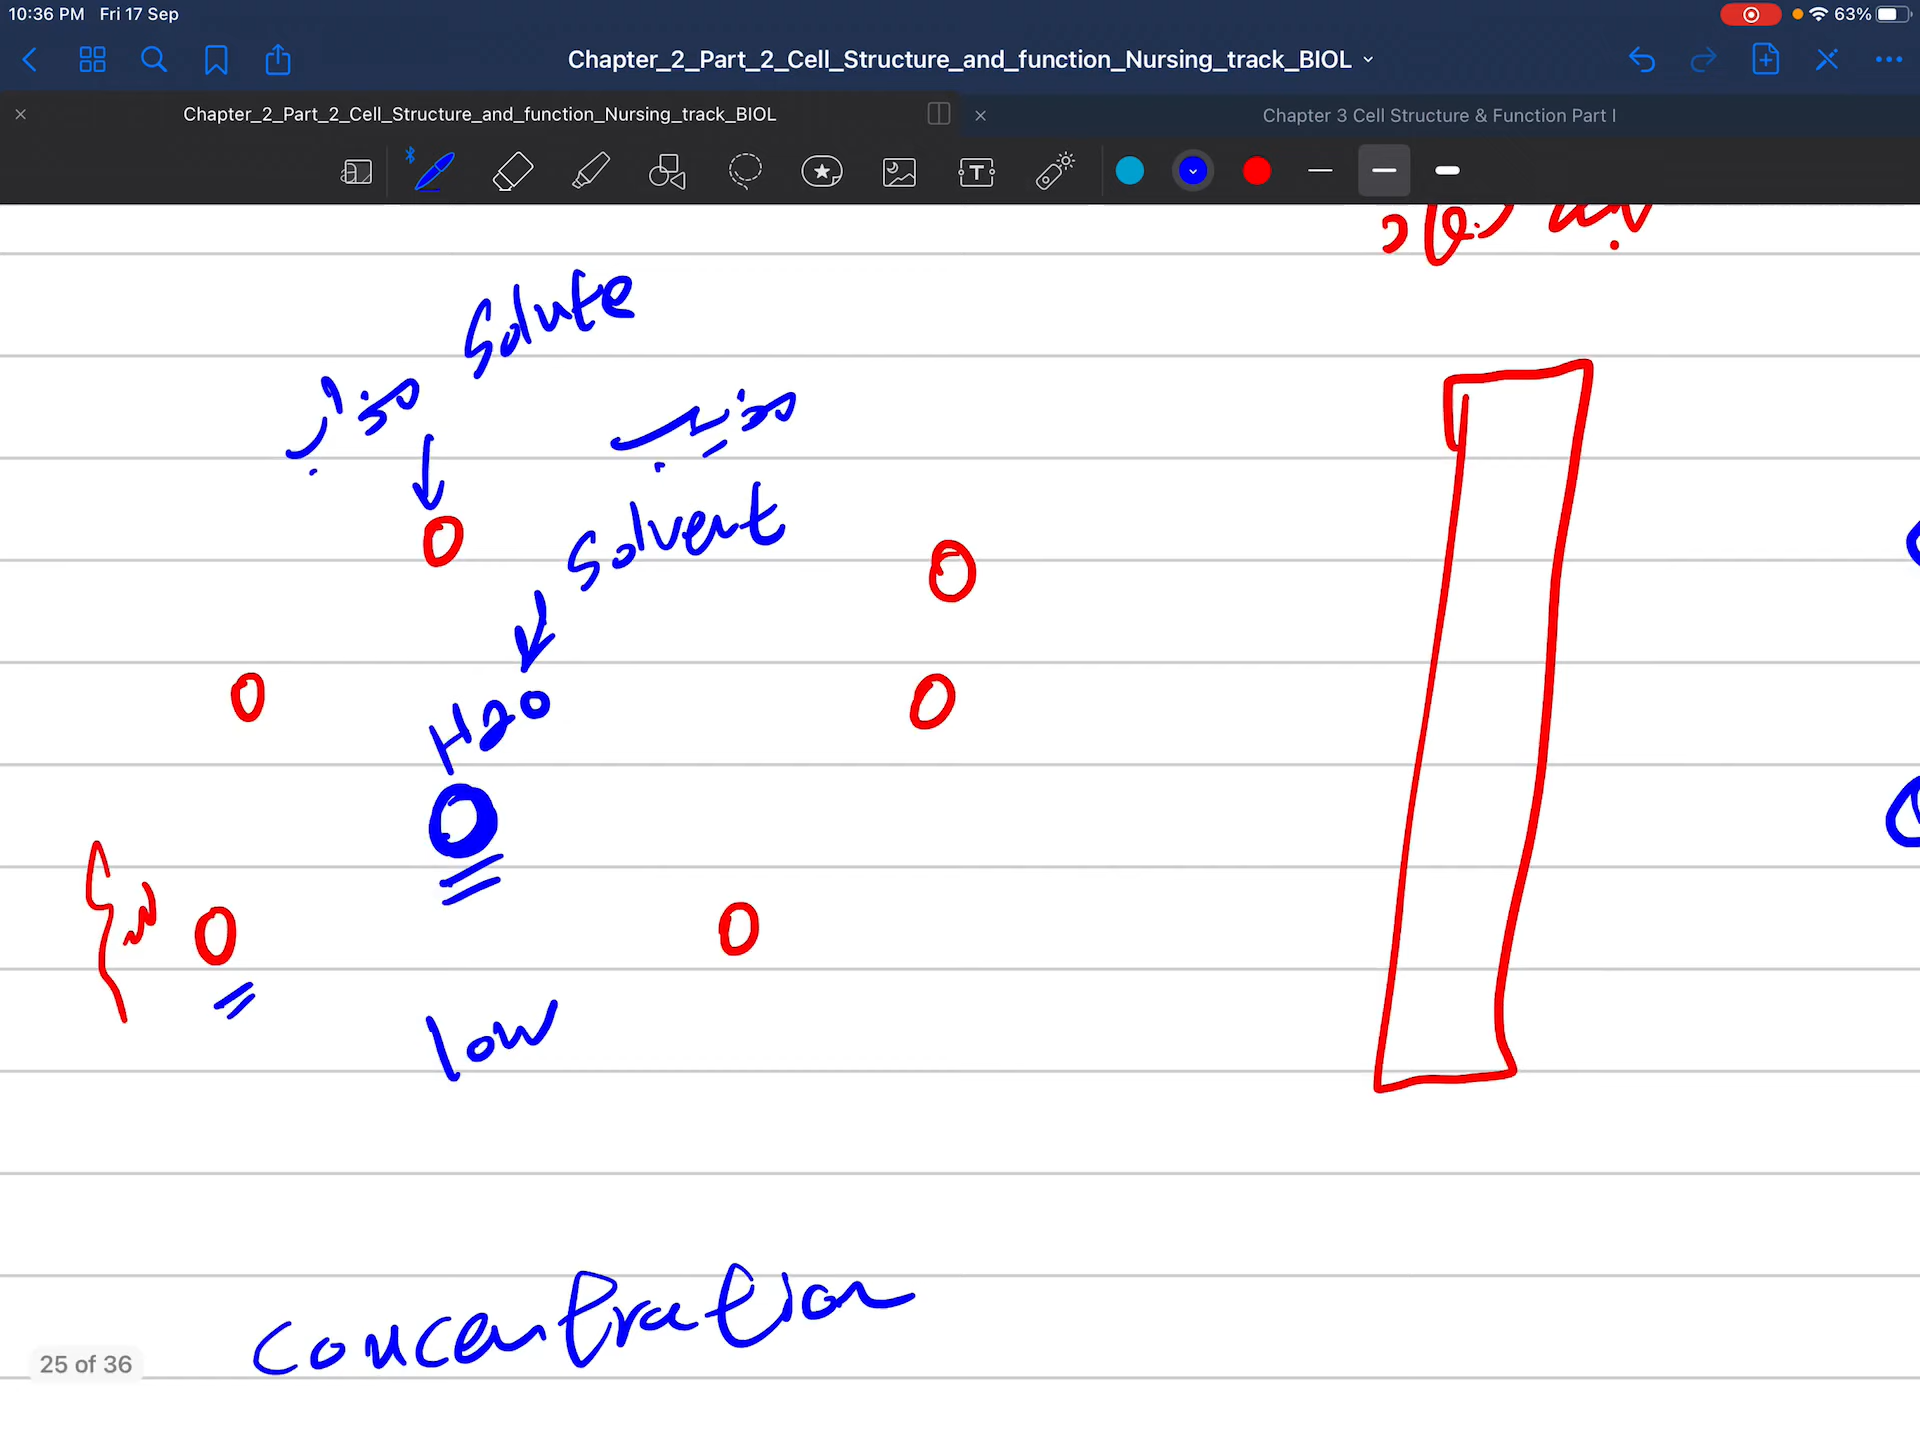 10:36 PM Fri 17 Sep
63%
Chapter_2_Part_2_Cell_Structure_and_function_Nursing_track_BIOL
Chapter_2_Part_2_Cell_Structure_and_function_Nursing_track_BIOL
Chapter 3 Cell Structure & Function Part I
Solute
مذاب
مذيب
Solvent
H2O
low
concentration
25 of 36